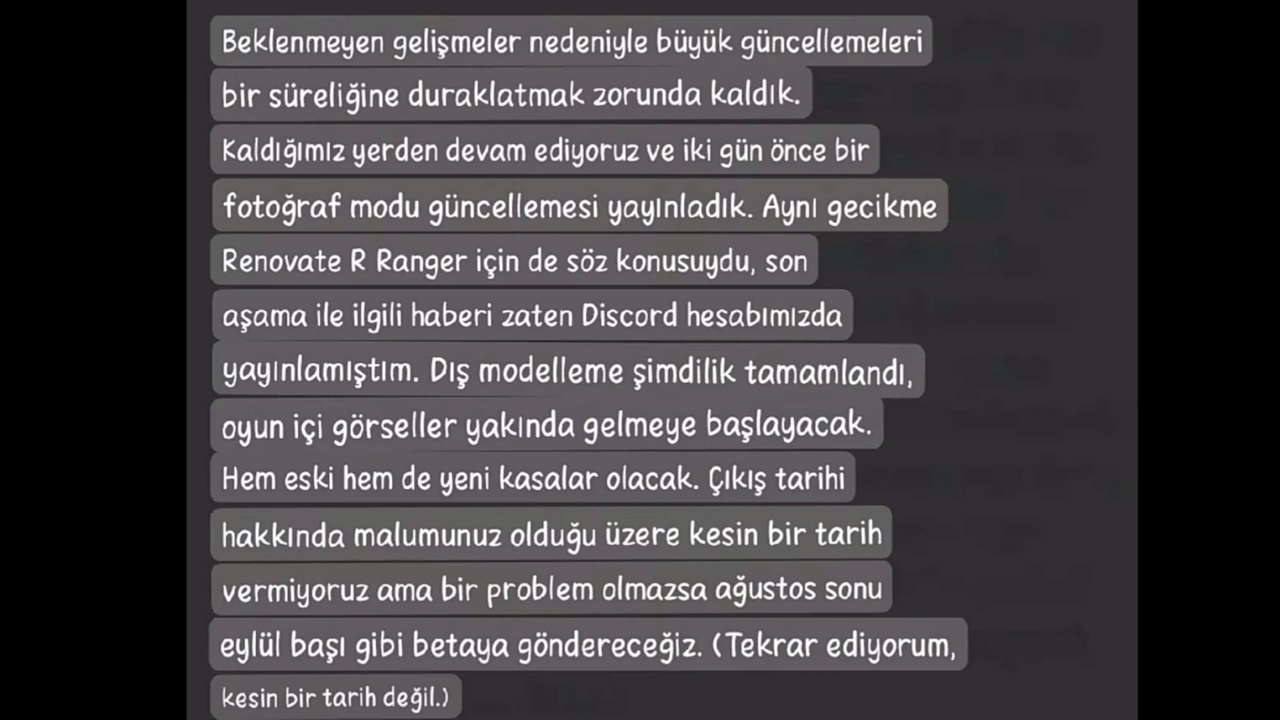 Beklenmeyen gelişmeler nedeniyle büyük güncellemeleri
bir süreliğine duraklatmak zorunda kaldık.
Kaldığımız yerden devam ediyoruz ve iki gün önce bir
fotoğraf modu güncellemesi yayınladık. Aynı gecikme
Renovate R Ranger için de söz konusuydu, son
aşama ile ilgili haberi zaten Discord hesabımızda
yayınlamıştım. Dış modelleme şimdilik tamamlandı,
oyun içi görseller yakında gelmeye başlayacak.
Hem eski hem de yeni kasalar olacak. Çıkış tarihi
hakkında malumunuz olduğu üzere kesin bir tarih
vermiyoruz ama bir problem olmazsa ağustos sonu
eylül başı gibi betaya göndereceğiz. (Tekrar ediyorum,
kesin bir tarih değil.)